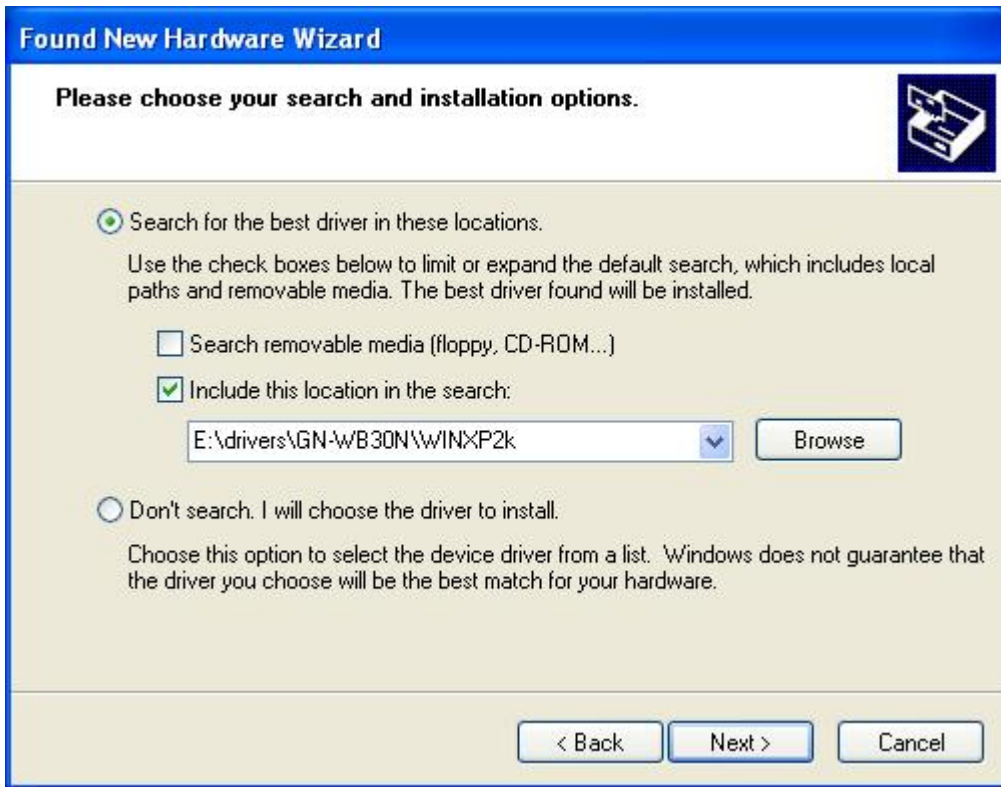 Found New Hardware Wizard
Please choose your search and installation options.
Search for the best driver in these locations.
Use the check boxes below to limit or expand the default search, which includes local
paths and removable media. The best driver found will be installed.
Search removable media (floppy, CD-ROM...)
Include this location in the search:
E:\drivers\GN-WB30N\WINXP2k
Browse
Don't search. I will choose the driver to install.
Choose this option to select the device driver from a list. Windows does not guarantee that
the driver you choose will be the best match for your hardware.
< Back
Next >
Cancel